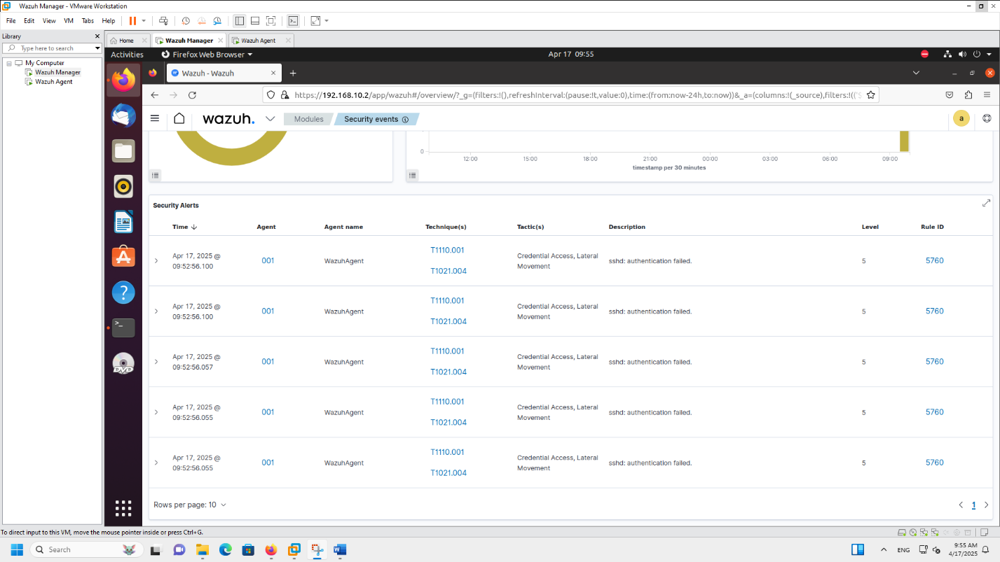 Wazuh Manager - VMware Workstation
File Edit View VM Tabs Help
Library
Type here to search
My Computer
Wazuh Manager
Wazuh Agent
Home
Wazuh Manager
Wazuh Agent
Activities
Firefox Web Browser
Apr 17 09:55
Wazuh - Wazuh
https://192.168.10.2/app/wazuh#/overview/?_g=(filters:!(),refreshInterval:(pause:!t,value:0),time:(from:now-24h,to:now))&_a=(columns:!(_source),filters:!(('$
wazuh.
Modules
Security events
a
0
12:00 15:00 18:00 21:00 00:00 03:00 06:00 09:00
timestamp per 30 minutes
Security Alerts
Time Agent Agent name Technique(s) Tactic(s) Description Level Rule ID
Apr 17, 2025 @
09:52:56.100
001
WazuhAgent
T1110.001
T1021.004
Credential Access, Lateral
Movement
sshd: authentication failed.
5
5760
Apr 17, 2025 @
09:52:56.100
001
WazuhAgent
T1110.001
T1021.004
Credential Access, Lateral
Movement
sshd: authentication failed.
5
5760
Apr 17, 2025 @
09:52:56.057
001
WazuhAgent
T1110.001
T1021.004
Credential Access, Lateral
Movement
sshd: authentication failed.
5
5760
Apr 17, 2025 @
09:52:56.055
001
WazuhAgent
T1110.001
T1021.004
Credential Access, Lateral
Movement
sshd: authentication failed.
5
5760
Apr 17, 2025 @
09:52:56.055
001
WazuhAgent
T1110.001
T1021.004
Credential Access, Lateral
Movement
sshd: authentication failed.
5
5760
Rows per page: 10
1
DVD
To direct input to this VM, move the mouse pointer inside or press Ctrl+G.
Search
ENG
9:55 AM
4/17/2025